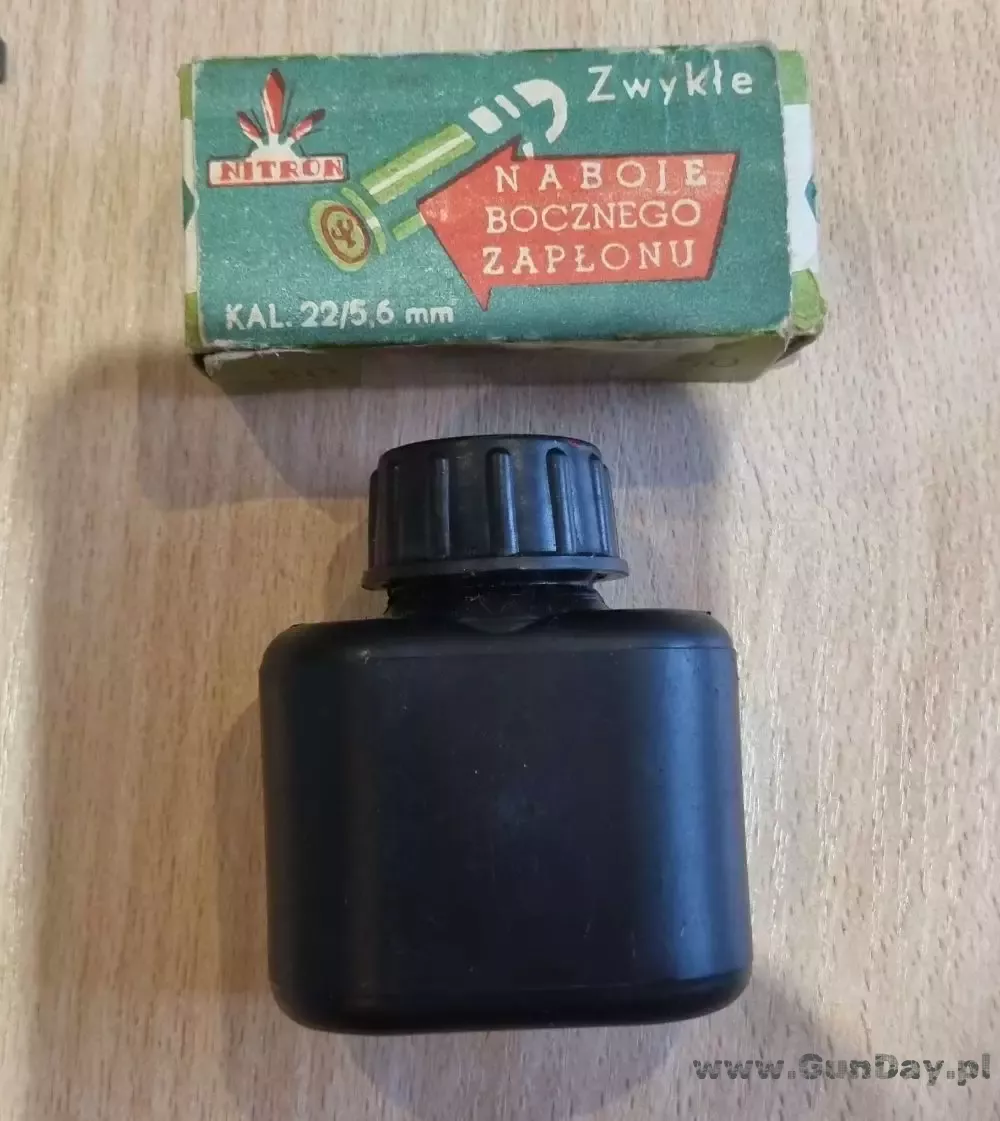 Zwykłe
NITRON
NABOJE
BOCZNEGO
ZAPŁONU
KAL. 22/5,6 mm
www.GunDay.pl